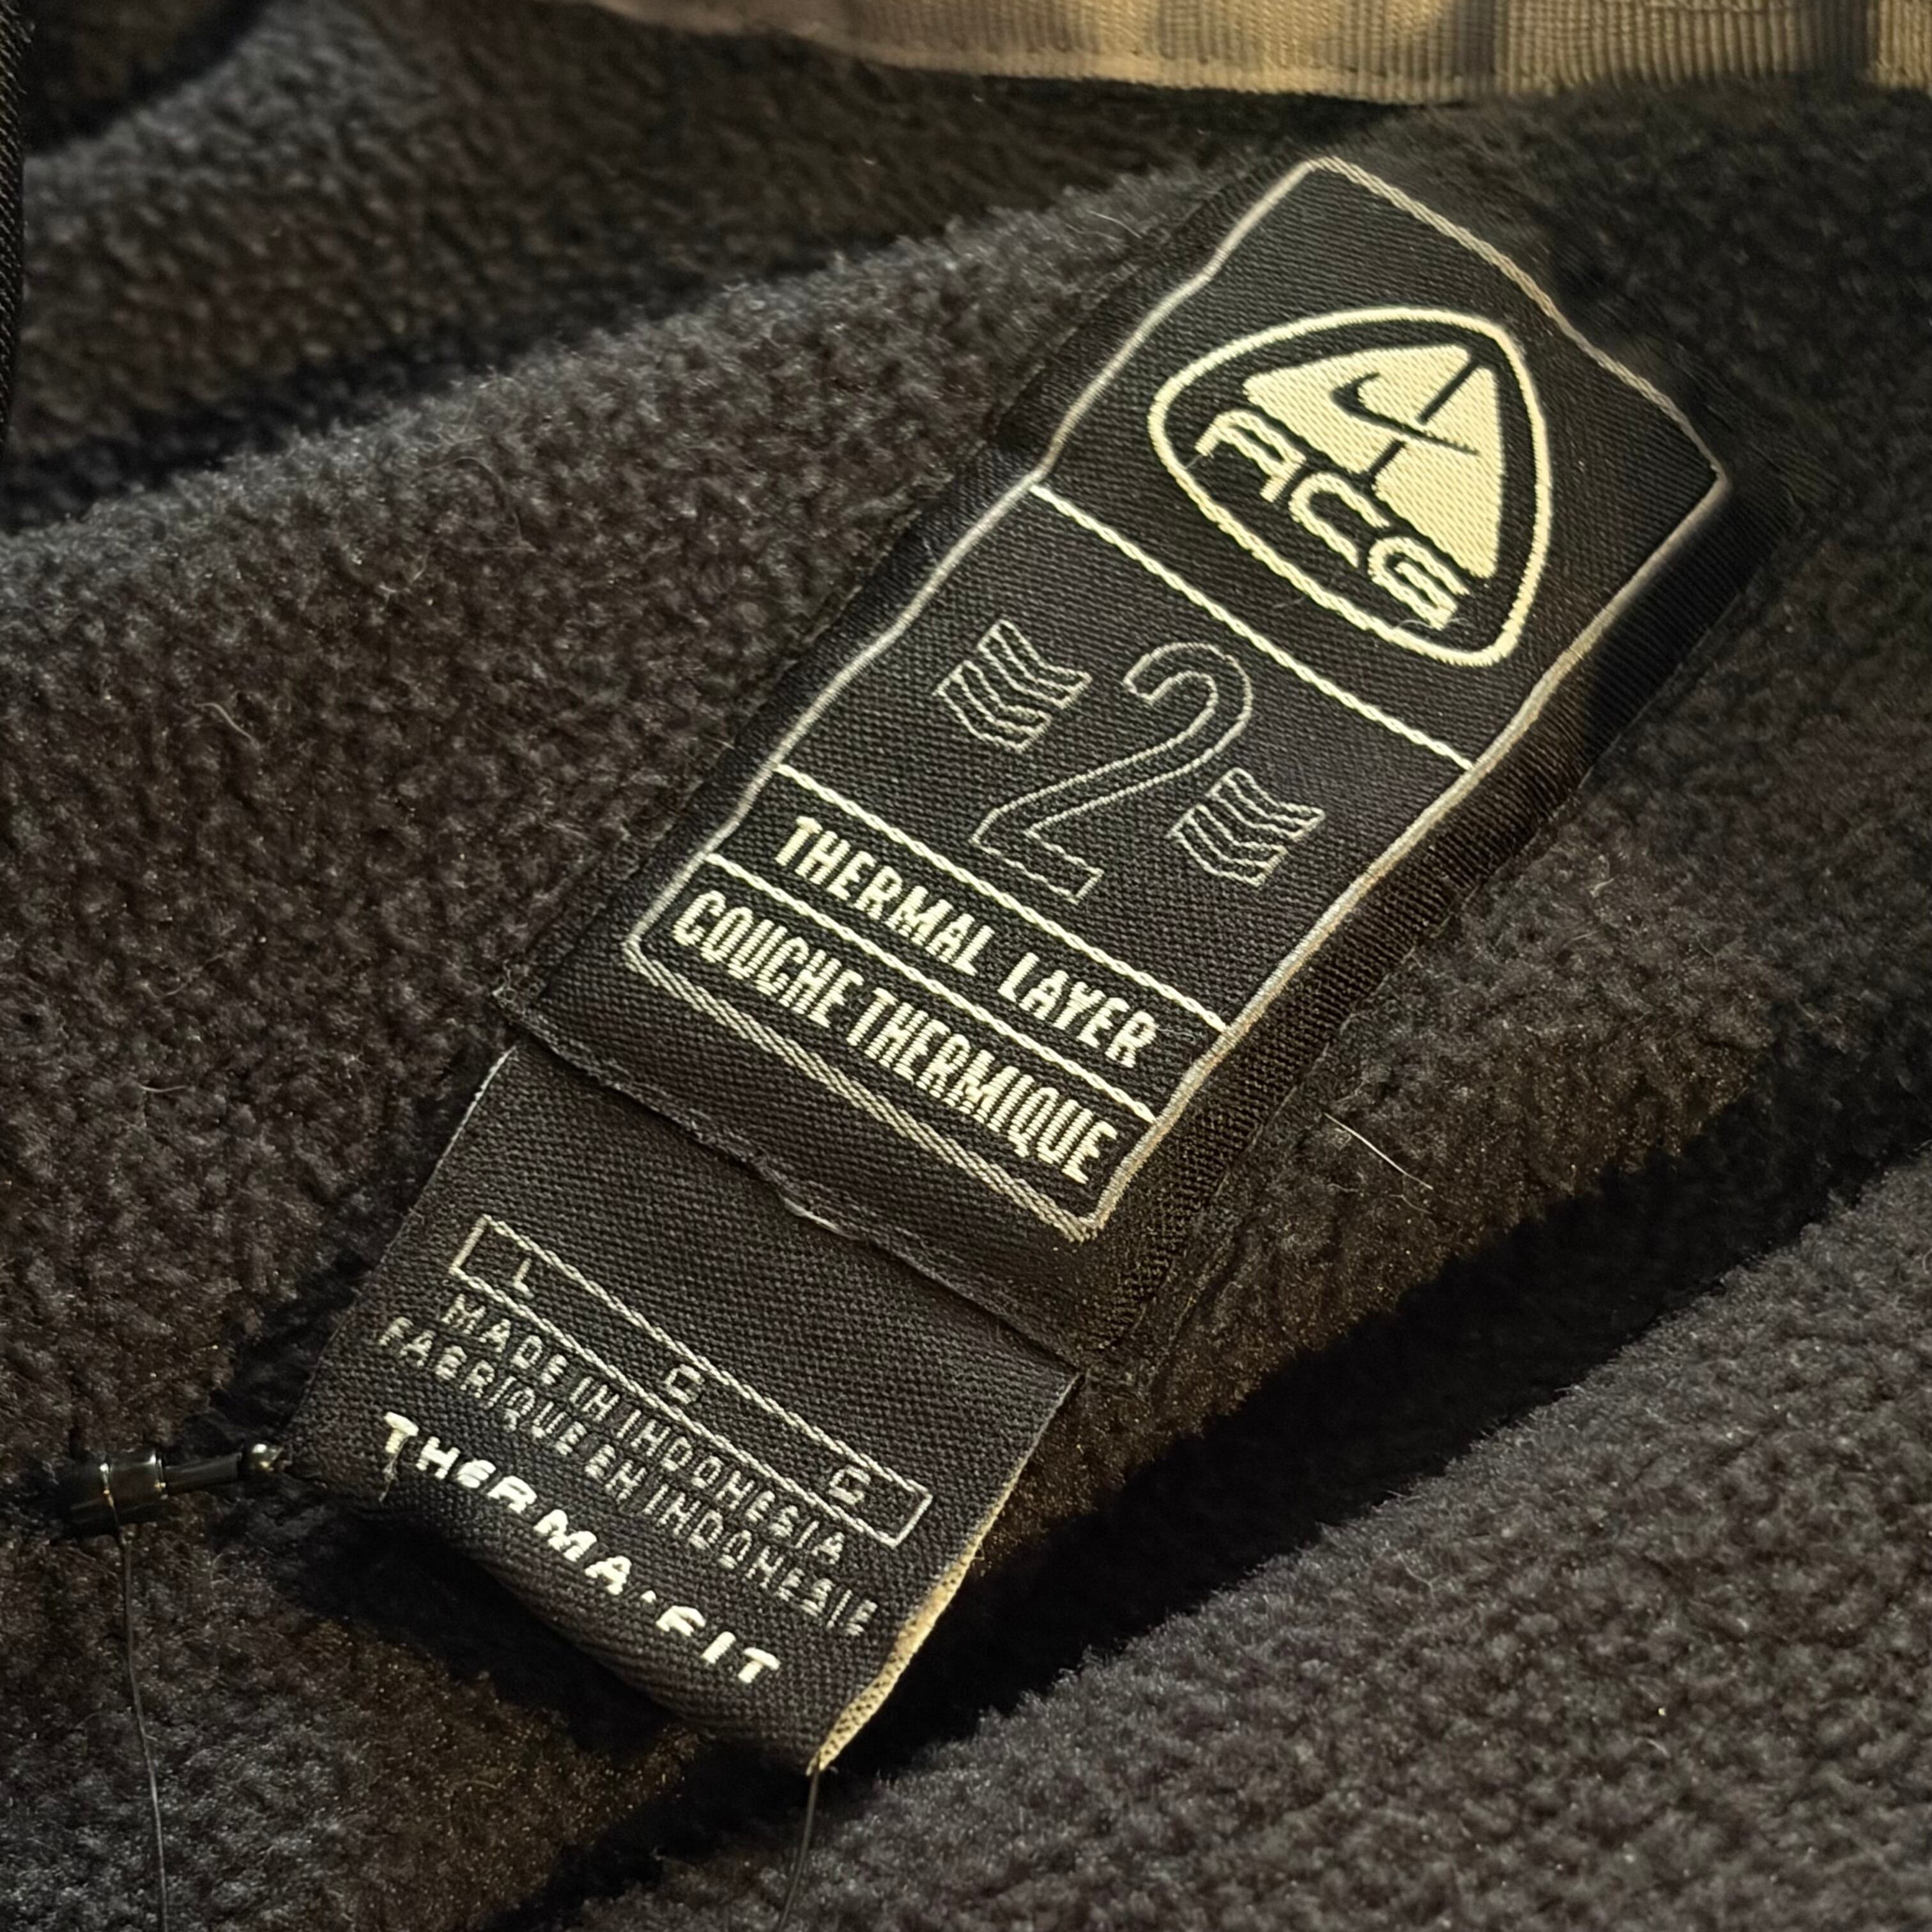 ACG
2
THERMAL LAYER
COUCHE THERMIQUE
L G G
MADE IN INDONESIA
FABRIQUE EN INDONESIE
THERMA-FIT